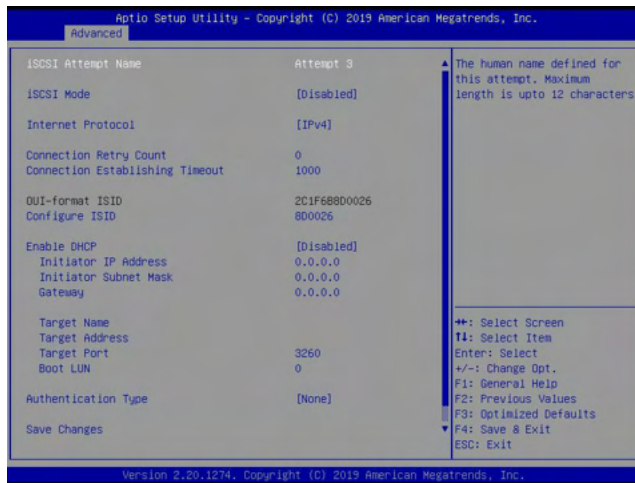 Aptio Setup Utility - Copyright (C) 2019 American Megatrends, Inc.
Advanced
iSCSI Attempt Name Attempt 3
iSCSI Mode [Disabled]
Internet Protocol [IPv4]
Connection Retry Count 0
Connection Establishing Timeout 1000
OUI-format ISID 2C1F6B8D0026
Configure ISID 8D0026
Enable DHCP [Disabled]
Initiator IP Address 0.0.0.0
Initiator Subnet Mask 0.0.0.0
Gateway 0.0.0.0
Target Name
Target Address
Target Port 3260
Boot LUN 0
Authentication Type [None]
Save Changes
The human name defined for
this attempt. Maximum
length is upto 12 characters
→←: Select Screen
↑↓: Select Item
Enter: Select
+/-: Change Opt.
F1: General Help
F2: Previous Values
F3: Optimized Defaults
F4: Save & Exit
ESC: Exit
Version 2.20.1274. Copyright (C) 2019 American Megatrends, Inc.